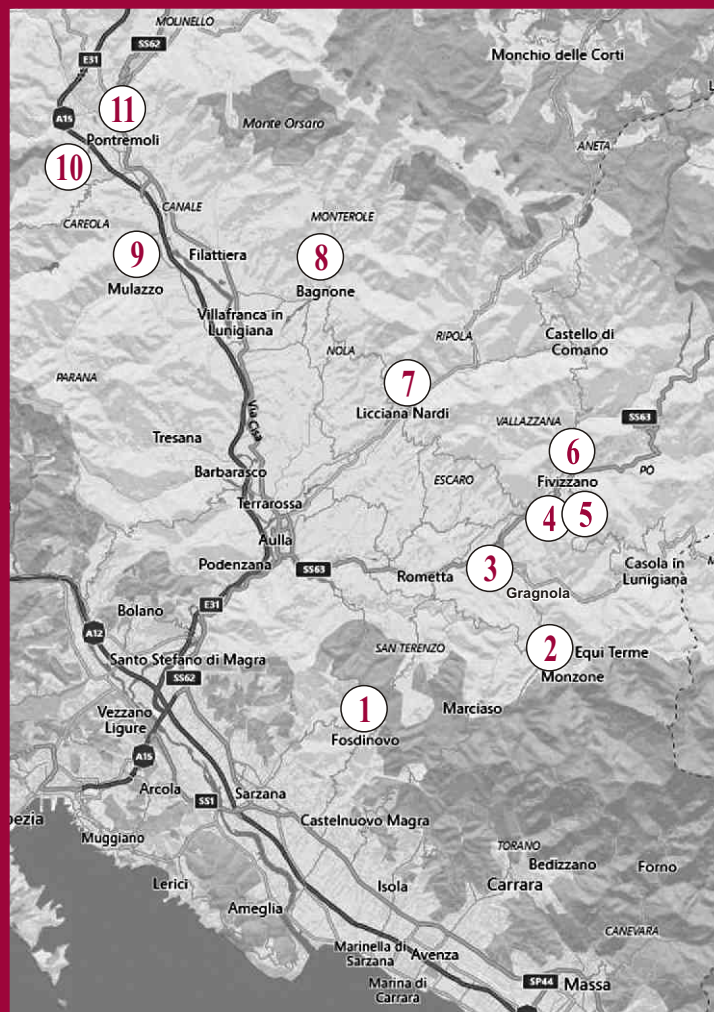 MOLINELLO
SS62
Monchio delle Corti
E31
11
A15
Pontremoli
Monte Orsaro
ANETA
10
CANALE
CAREOLA
MONTEROLE
9
Filattiera
8
Mulazzo
Bagnone
Villafranca in
Lunigiana
RIPOLA
Castello di
Comano
NOLA
PARANA
7
Via Cisa
Licciana Nardi
VALLAZZANA
SS63
Tresana
6
Barbarasco
ESCARO
Fivizzano
PÒ
Terrarossa
4
5
Aulla
Podenzana
SS63
Rometta
3
Casola in
Lunigiana
Gragnola
E31
Bolano
A12
SAN TERENZO
2
Equi Terme
Santo Stefano di Magra
Monzone
SS62
1
Marciaso
Vezzano
Ligure
Fosdinovo
A15
Arcola
SS1
Sarzana
ezia
Castelnuovo Magra
Muggiano
TORANO
Bedizzano
Forno
Lerici
Isola
Carrara
Ameglia
CANEVARA
Marinella di
Sarzana
Avenza
Marina di
Carrara
SP44
Massa